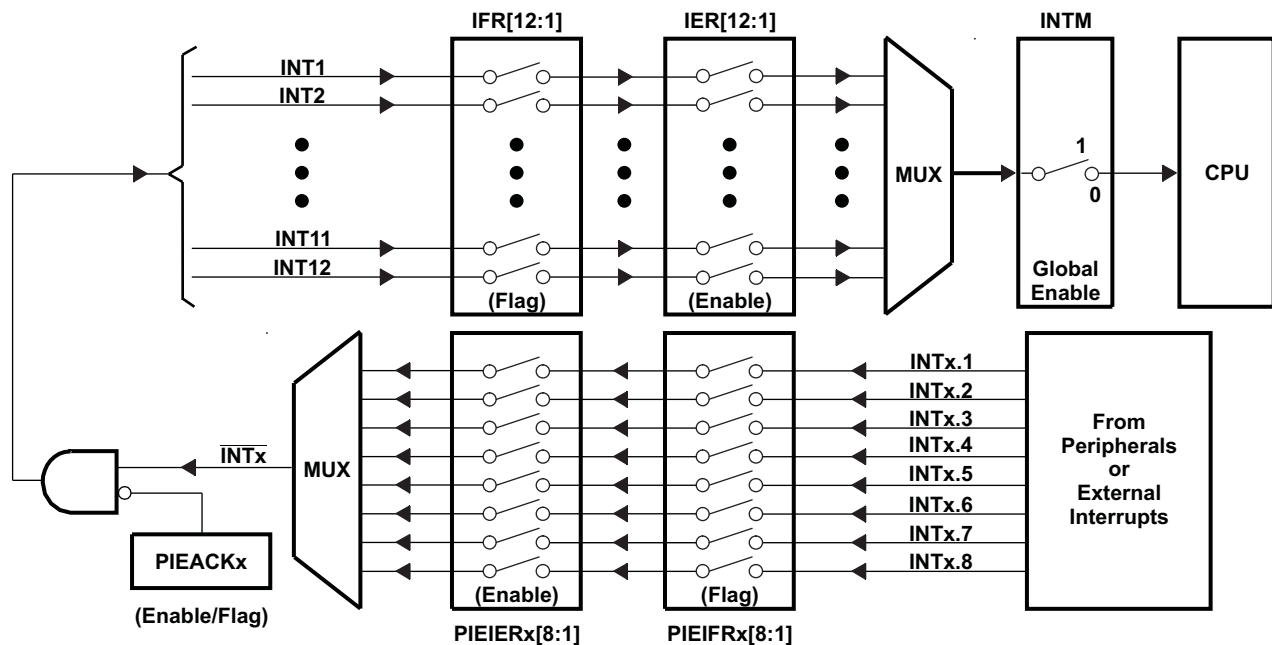 IFR[12:1]
IER[12:1]
INTM
INT1
INT2
MUX
1
0
CPU
INT11
INT12
(Flag)
(Enable)
Global
Enable
INTx.1
INTx.2
INTx.3
INTx.4
INTx.5
INTx.6
INTx.7
INTx.8
From
Peripherals
or
External
Interrupts
INTx
MUX
PIEACKx
(Enable/Flag)
(Enable)
(Flag)
PIEIERx[8:1]
PIEIFRx[8:1]